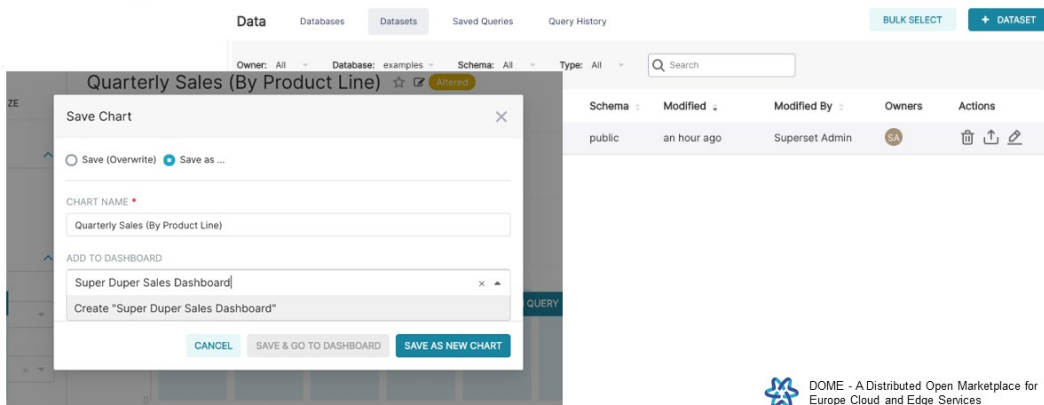 Data Databases Datasets Saved Queries Query History BULK SELECT + DATASET
Owner: All Database: examples Schema: All Type: All Search
Quarterly Sales (By Product Line) Altered
ZE
Schema Modified Modified By Owners Actions
public an hour ago Superset Admin SA
Save Chart
Save (Overwrite) Save as ...
CHART NAME *
Quarterly Sales (By Product Line)
ADD TO DASHBOARD
Super Duper Sales Dashboard
Create "Super Duper Sales Dashboard"
QUERY
CANCEL SAVE & GO TO DASHBOARD SAVE AS NEW CHART
DOME - A Distributed Open Marketplace for
Europe Cloud and Edge Services